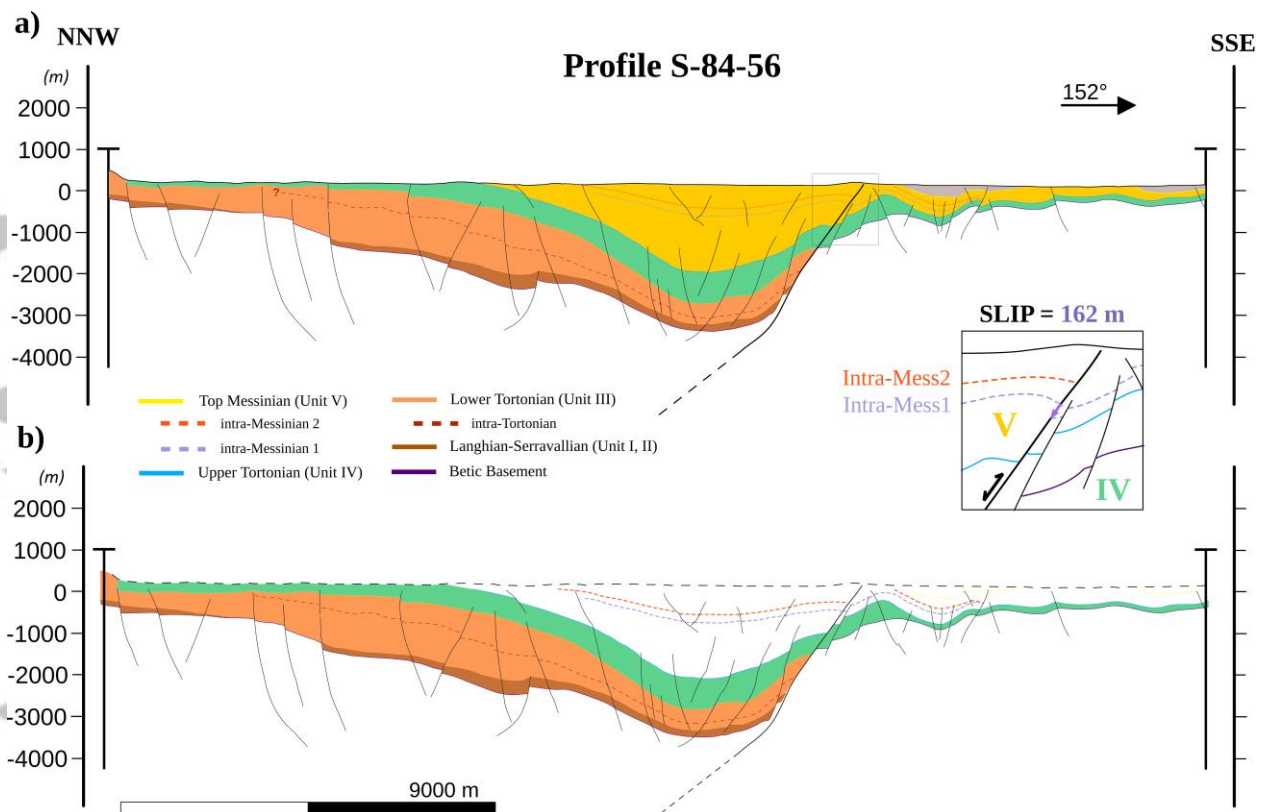 a)
NNW
SSE
Profile S-84-56
(m)
152°
2000
1000
0
-1000
-2000
-3000
-4000
?
SLIP = 162 m
Intra-Mess2
Intra-Mess1
V
IV
Top Messinian (Unit V)
intra-Messinian 2
intra-Messinian 1
Upper Tortonian (Unit IV)
Lower Tortonian (Unit III)
intra-Tortonian
Langhian-Serravallian (Unit I, II)
Betic Basement
b)
(m)
2000
1000
0
-1000
-2000
-3000
-4000
9000 m